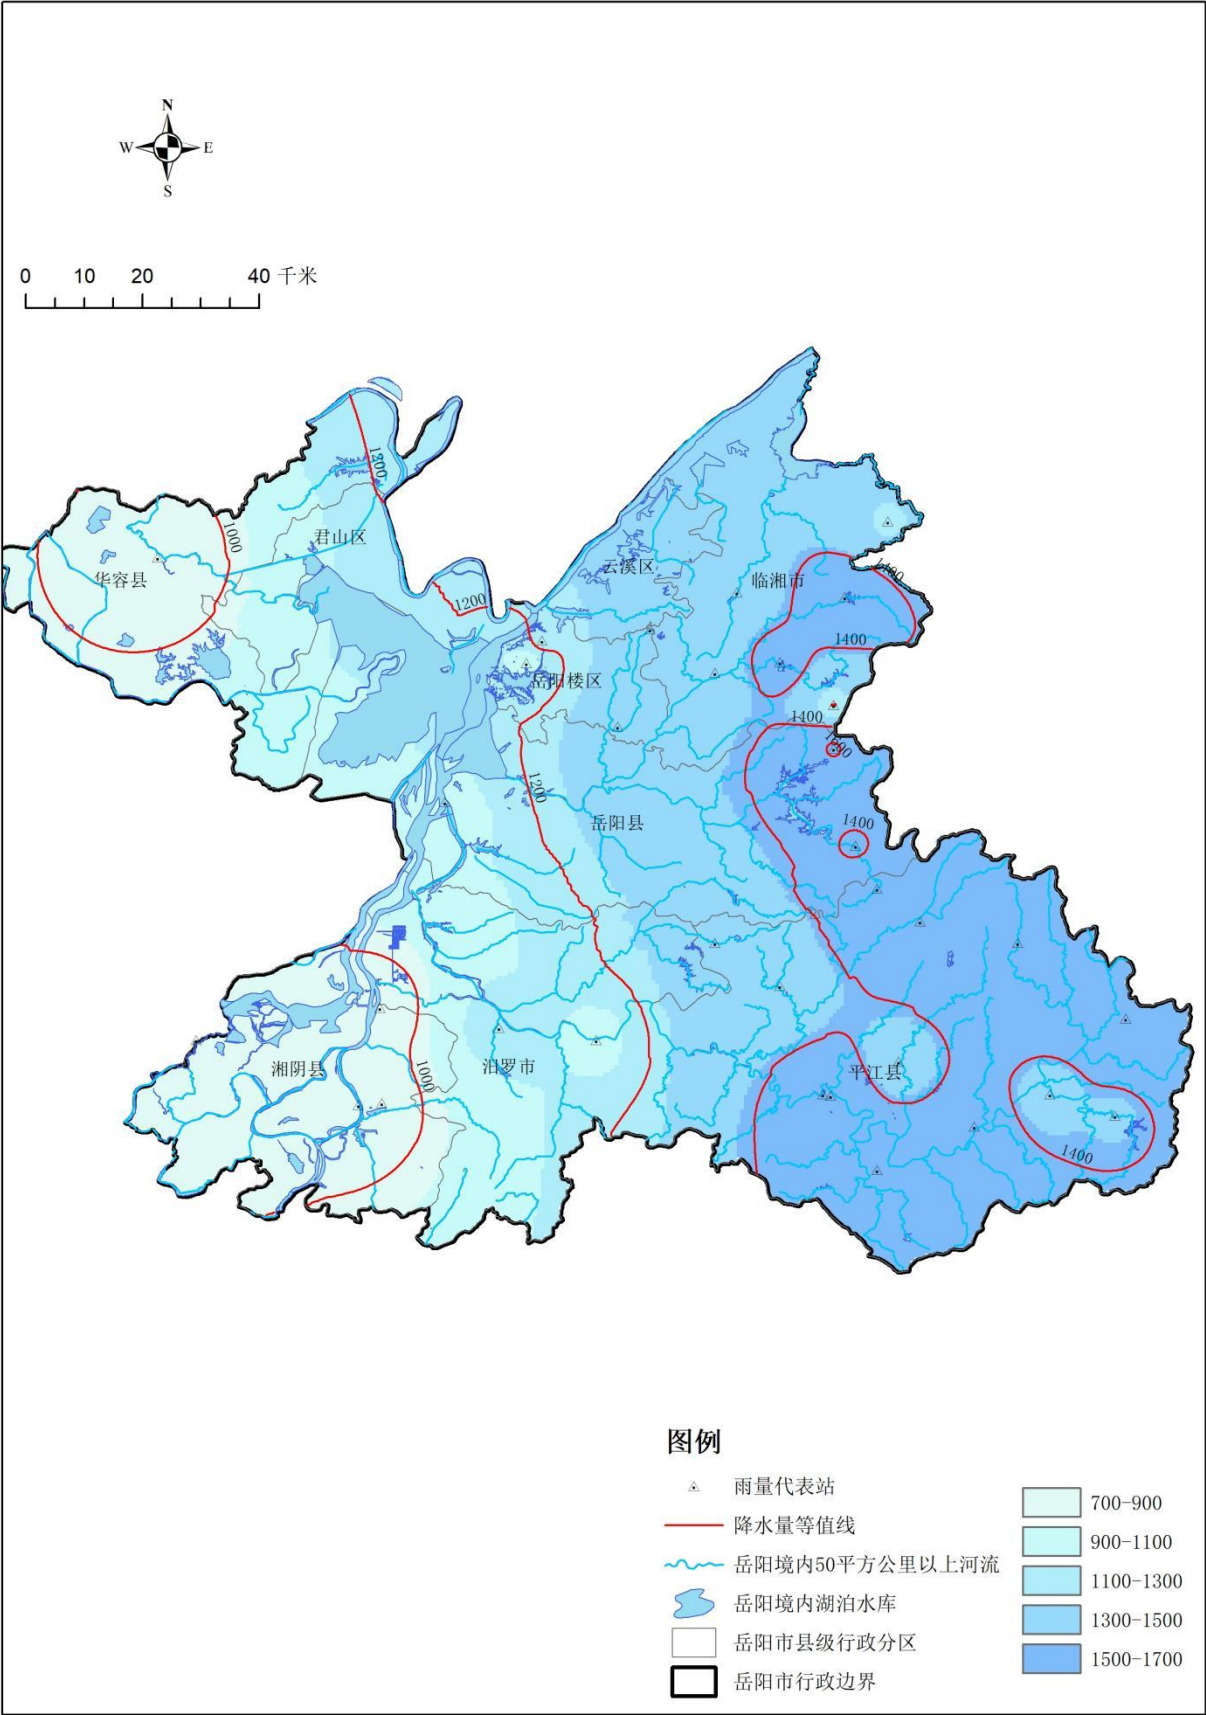 N
W E
S
0 10 20 40 千米
1200
1000
君山区
华容县
云溪区
临湘市
1400
1200
1400
岳阳楼区
1400
1200
岳阳县
1400
1000
湘阴县
汨罗市
平江县
1400
图例
雨量代表站
降水量等值线
岳阳境内50平方公里以上河流
岳阳境内湖泊水库
岳阳市县级行政分区
岳阳市行政边界
700-900
900-1100
1100-1300
1300-1500
1500-1700